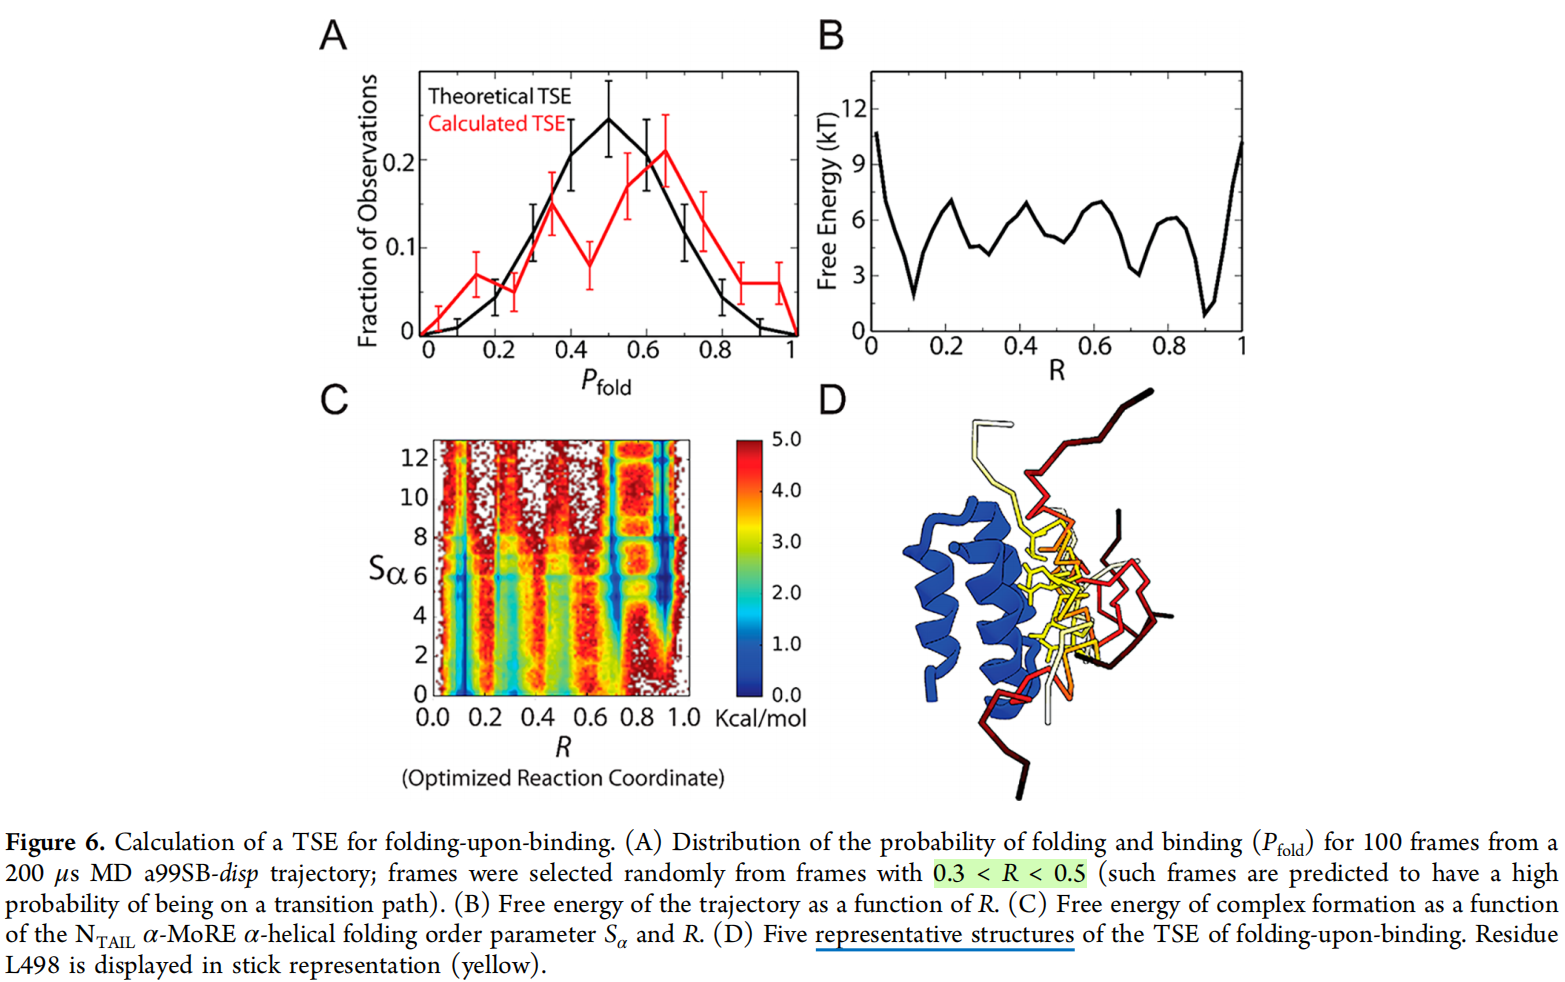 A
Fraction of Observations
Theoretical TSE
Calculated TSE
0.2
0.1
0
0 0.2 0.4 0.6 0.8 1
Pfold
B
Free Energy (kT)
12
9
6
3
0
0 0.2 0.4 0.6 0.8 1
R
C
Sα
12
10
8
6
4
2
0
0.0 0.2 0.4 0.6 0.8 1.0
R
(Optimized Reaction Coordinate)
5.0
4.0
3.0
2.0
1.0
0.0
Kcal/mol
D
Figure 6. Calculation of a TSE for folding-upon-binding. (A) Distribution of the probability of folding and binding (Pfold) for 100 frames from a
200 μs MD a99SB-disp trajectory; frames were selected randomly from frames with 0.3 < R < 0.5 (such frames are predicted to have a high
probability of being on a transition path). (B) Free energy of the trajectory as a function of R. (C) Free energy of complex formation as a function
of the NTAIL α-MoRE α-helical folding order parameter Sα and R. (D) Five representative structures of the TSE of folding-upon-binding. Residue
L498 is displayed in stick representation (yellow).